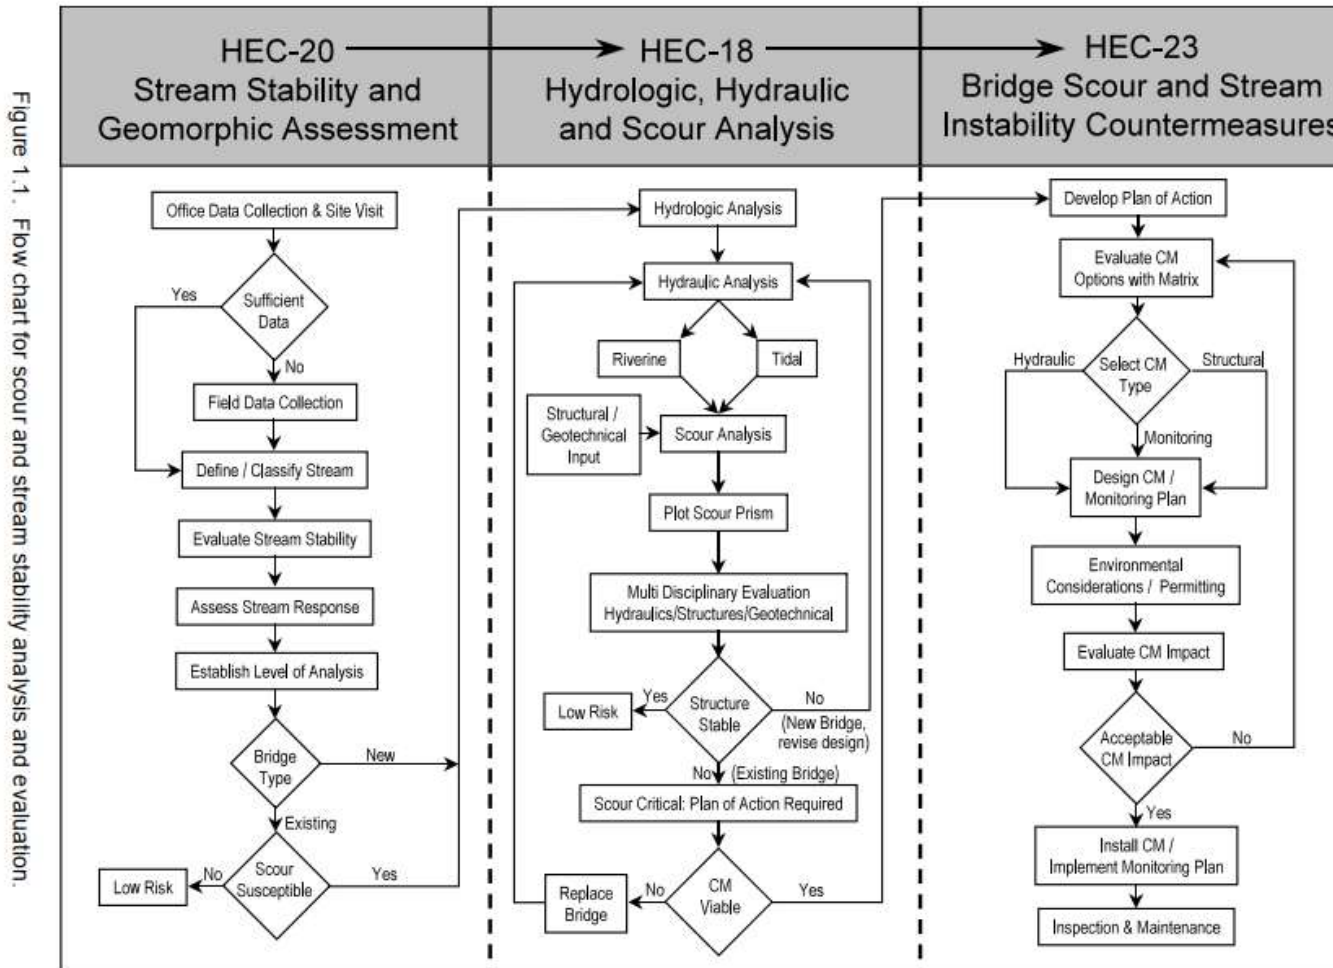 Figure 1.1. Flow chart for scour and stream stability analysis and evaluation.
HEC-20
Stream Stability and
Geomorphic Assessment
Office Data Collection & Site Visit
Sufficient
Data
Yes
No
Field Data Collection
Define / Classify Stream
Evaluate Stream Stability
Assess Stream Response
Establish Level of Analysis
Bridge
Type
New
Existing
Scour
Susceptible
No
Yes
Low Risk
HEC-18
Hydrologic, Hydraulic
and Scour Analysis
Hydrologic Analysis
Hydraulic Analysis
Riverine
Tidal
Structural /
Geotechnical
Input
Scour Analysis
Plot Scour Prism
Multi Disciplinary Evaluation
Hydraulics/Structures/Geotechnical
Structure
Stable
Yes
Low Risk
No
(New Bridge,
revise design)
No (Existing Bridge)
Scour Critical: Plan of Action Required
CM
Viable
No
Yes
Replace
Bridge
HEC-23
Bridge Scour and Stream
Instability Countermeasures
Develop Plan of Action
Evaluate CM
Options with Matrix
Select CM
Type
Hydraulic
Structural
Monitoring
Design CM /
Monitoring Plan
Environmental
Considerations / Permitting
Evaluate CM Impact
Acceptable
CM Impact
No
Yes
Install CM /
Implement Monitoring Plan
Inspection & Maintenance